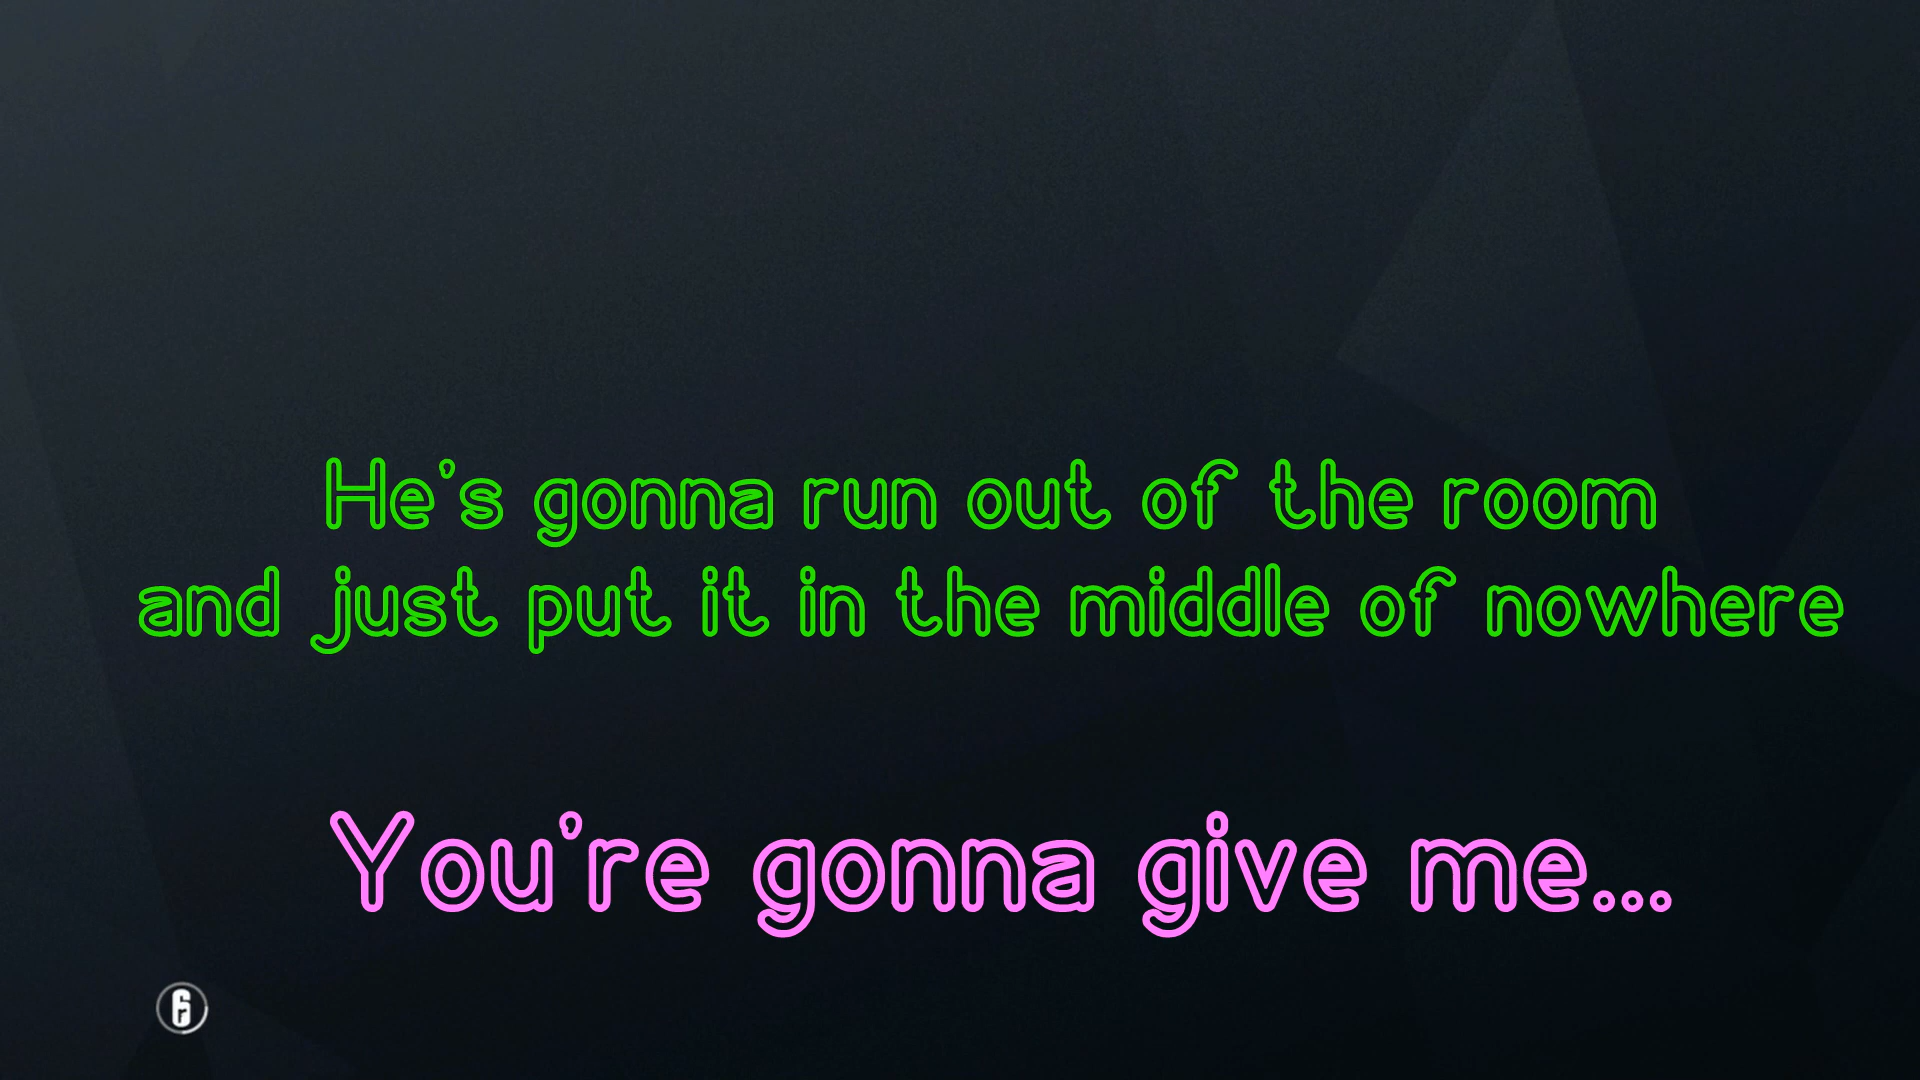 He's gonna run out of the room
and just put it in the middle of nowhere
You're gonna give me...
6